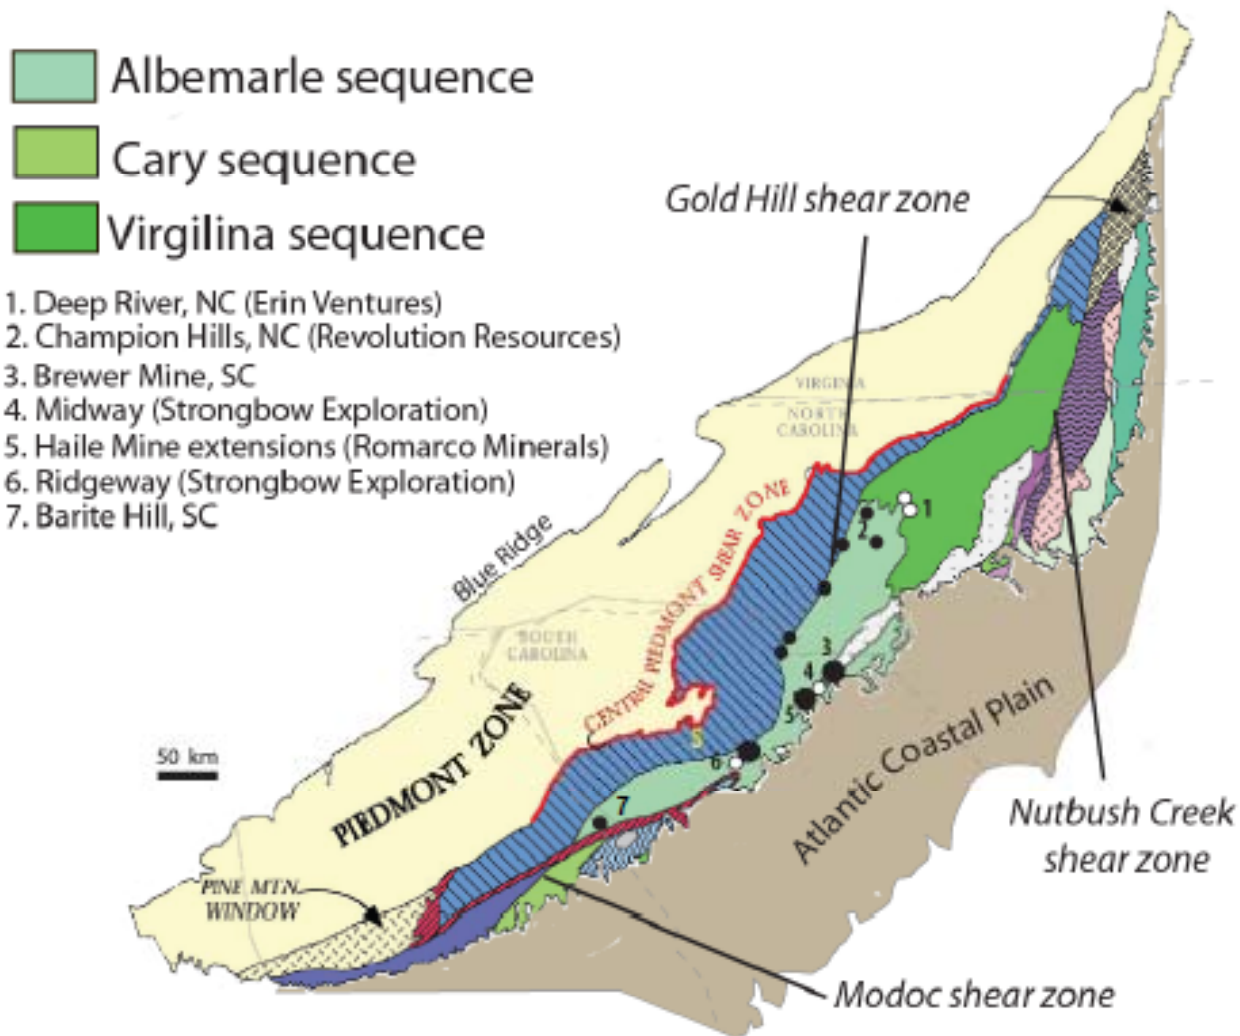 Albemarle sequence
Cary sequence
Virgilina sequence
1. Deep River, NC (Erin Ventures)
2. Champion Hills, NC (Revolution Resources)
3. Brewer Mine, SC
4. Midway (Strongbow Exploration)
5. Haile Mine extensions (Romarco Minerals)
6. Ridgeway (Strongbow Exploration)
7. Barite Hill, SC
Gold Hill shear zone
VIRGINIA
NORTH
CAROLINA
CENTRAL PIEDMONT SHEAR ZONE
Blue Ridge
SOUTH
CAROLINA
1
2
3
4
5
S
6
7
50 km
PIEDMONT ZONE
Atlantic Coastal Plain
Nutbush Creek
shear zone
PINE MTN.
WINDOW
Modoc shear zone